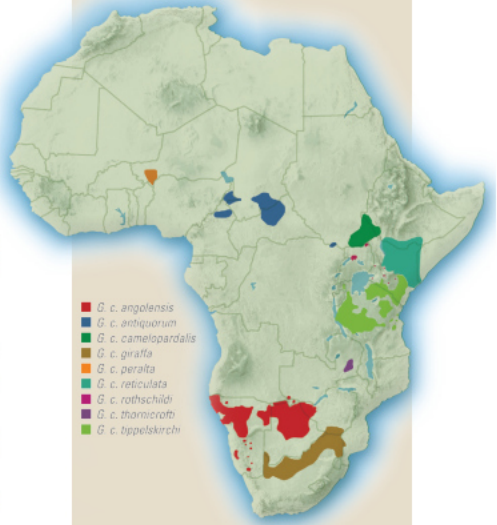 G. c. angolensis
G. c. antiquorum
G. c. camelopardalis
G. c. giraffa
G. c. peralta
G. c. reticulata
G. c. rothschildi
G. c. thornicrofti
G. c. tippelskirchi